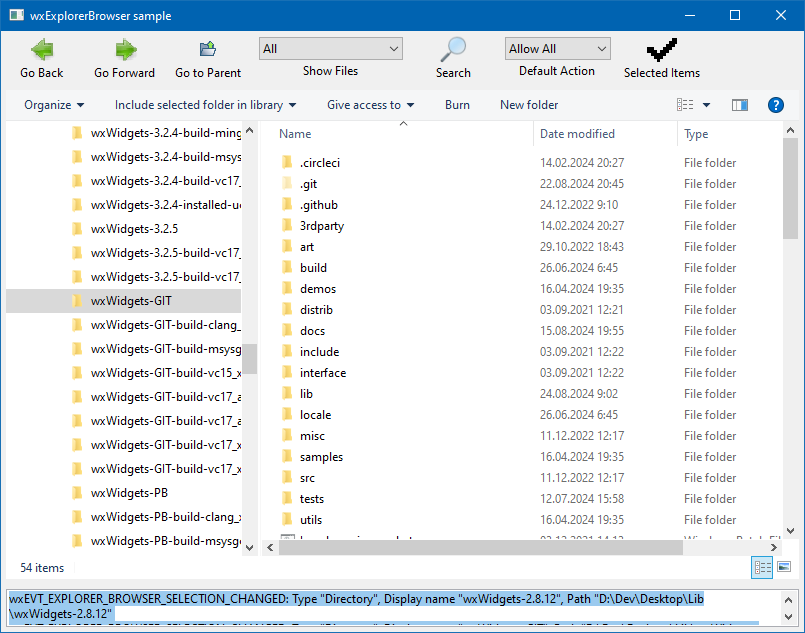 wxExplorerBrowser sample
Go Back Go Forward Go to Parent All Show Files Search Allow All Default Action Selected Items
Organize Include selected folder in library Give access to Burn New folder
wxWidgets-3.2.4-build-ming
wxWidgets-3.2.4-build-msys
wxWidgets-3.2.4-build-vc17_
wxWidgets-3.2.4-installed-uc
wxWidgets-3.2.5
wxWidgets-3.2.5-build-vc17_
wxWidgets-3.2.5-build-vc17_
wxWidgets-GIT
wxWidgets-GIT-build-clang_
wxWidgets-GIT-build-msysg
wxWidgets-GIT-build-vc15_x
wxWidgets-GIT-build-vc17_a
wxWidgets-GIT-build-vc17_a
wxWidgets-GIT-build-vc17_x
wxWidgets-GIT-build-vc17_x
wxWidgets-PB
wxWidgets-PB-build-clang_x
wxWidgets-PB-build-msysg
Name Date modified Type
.circleci 14.02.2024 20:27 File folder
.git 22.08.2024 20:45 File folder
.github 24.12.2022 9:10 File folder
3rdparty 14.02.2024 20:27 File folder
art 29.10.2022 18:43 File folder
build 26.06.2024 6:45 File folder
demos 16.04.2024 19:35 File folder
distrib 03.09.2021 12:21 File folder
docs 15.08.2024 19:55 File folder
include 03.09.2021 12:22 File folder
interface 03.09.2021 12:22 File folder
lib 24.08.2024 9:02 File folder
locale 26.06.2024 6:45 File folder
misc 11.12.2022 12:17 File folder
samples 16.04.2024 19:35 File folder
src 11.12.2022 12:17 File folder
tests 12.07.2024 15:58 File folder
utils 16.04.2024 19:35 File folder
54 items
wxEVT_EXPLORER_BROWSER_SELECTION_CHANGED: Type "Directory", Display name "wxWidgets-2.8.12", Path "D:\Dev\Desktop\Lib
\wxWidgets-2.8.12"